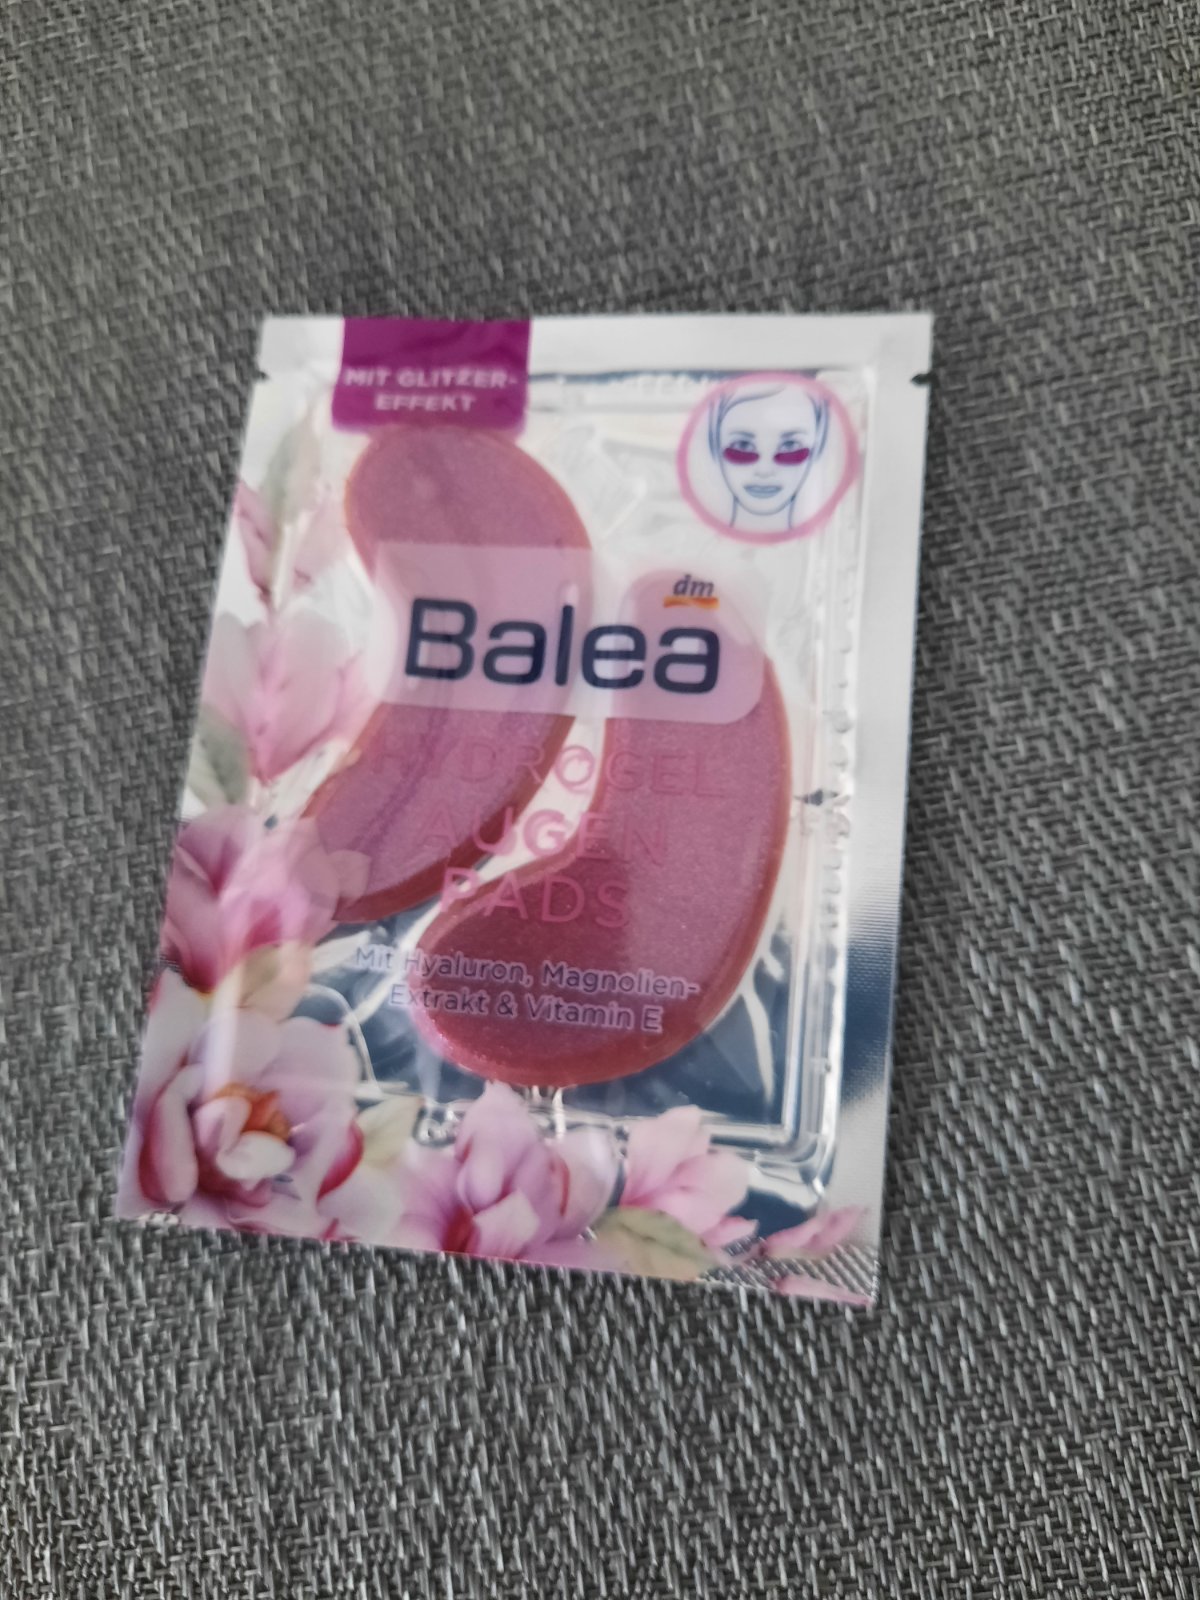 MIT GLITZER-
EFFEKT
dm
Balea
HYDROGEL
AUGEN
PADS
Mit Hyaluron, Magnolien-
Extrakt & Vitamin E